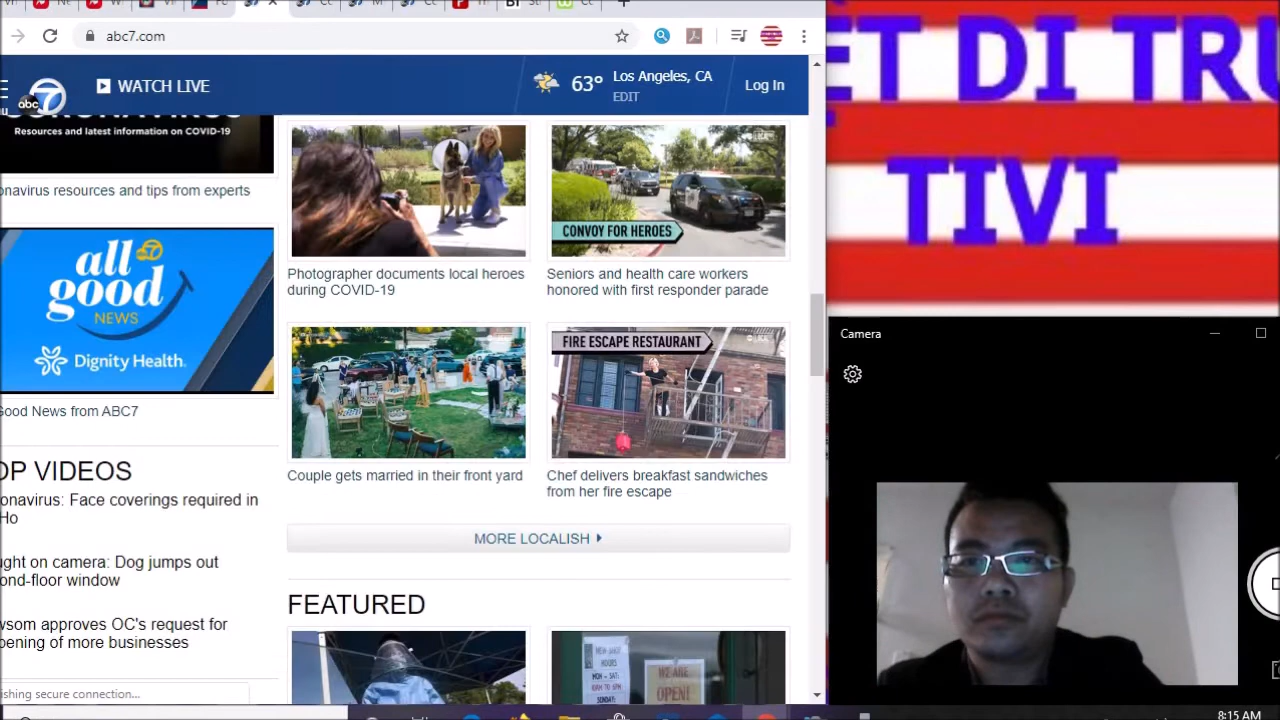 abc7.com
WATCH LIVE
63°
Los Angeles, CA
EDIT
Log In
abc 7
Resources and latest information on COVID-19
onavirus resources and tips from experts
all
good
NEWS
Dignity Health
Good News from ABC7
OP VIDEOS
onavirus: Face coverings required in
Ho
ught on camera: Dog jumps out
ond-floor window
wsom approves OC's request for
pening of more businesses
ishing secure connection...
Photographer documents local heroes
during COVID-19
CONVOY FOR HEROES
Seniors and health care workers
honored with first responder parade
Couple gets married in their front yard
FIRE ESCAPE RESTAURANT
Chef delivers breakfast sandwiches
from her fire escape
MORE LOCALISH
FEATURED
WE ARE
OPEN!
ỆT DI TRU
TIVI
Camera
8:15 AM